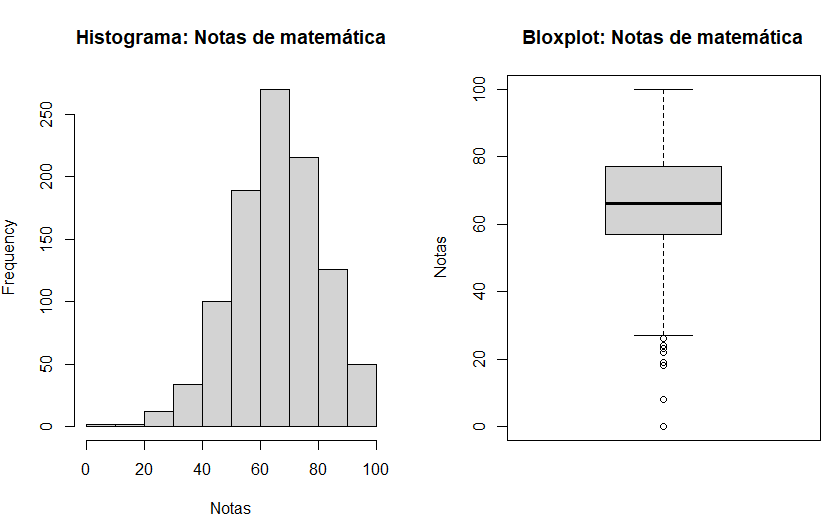 Histograma: Notas de matemática
Frequency
250
200
150
100
50
0
0 20 40 60 80 100
Notas
Bloxplot: Notas de matemática
Notas
100
80
60
40
20
0